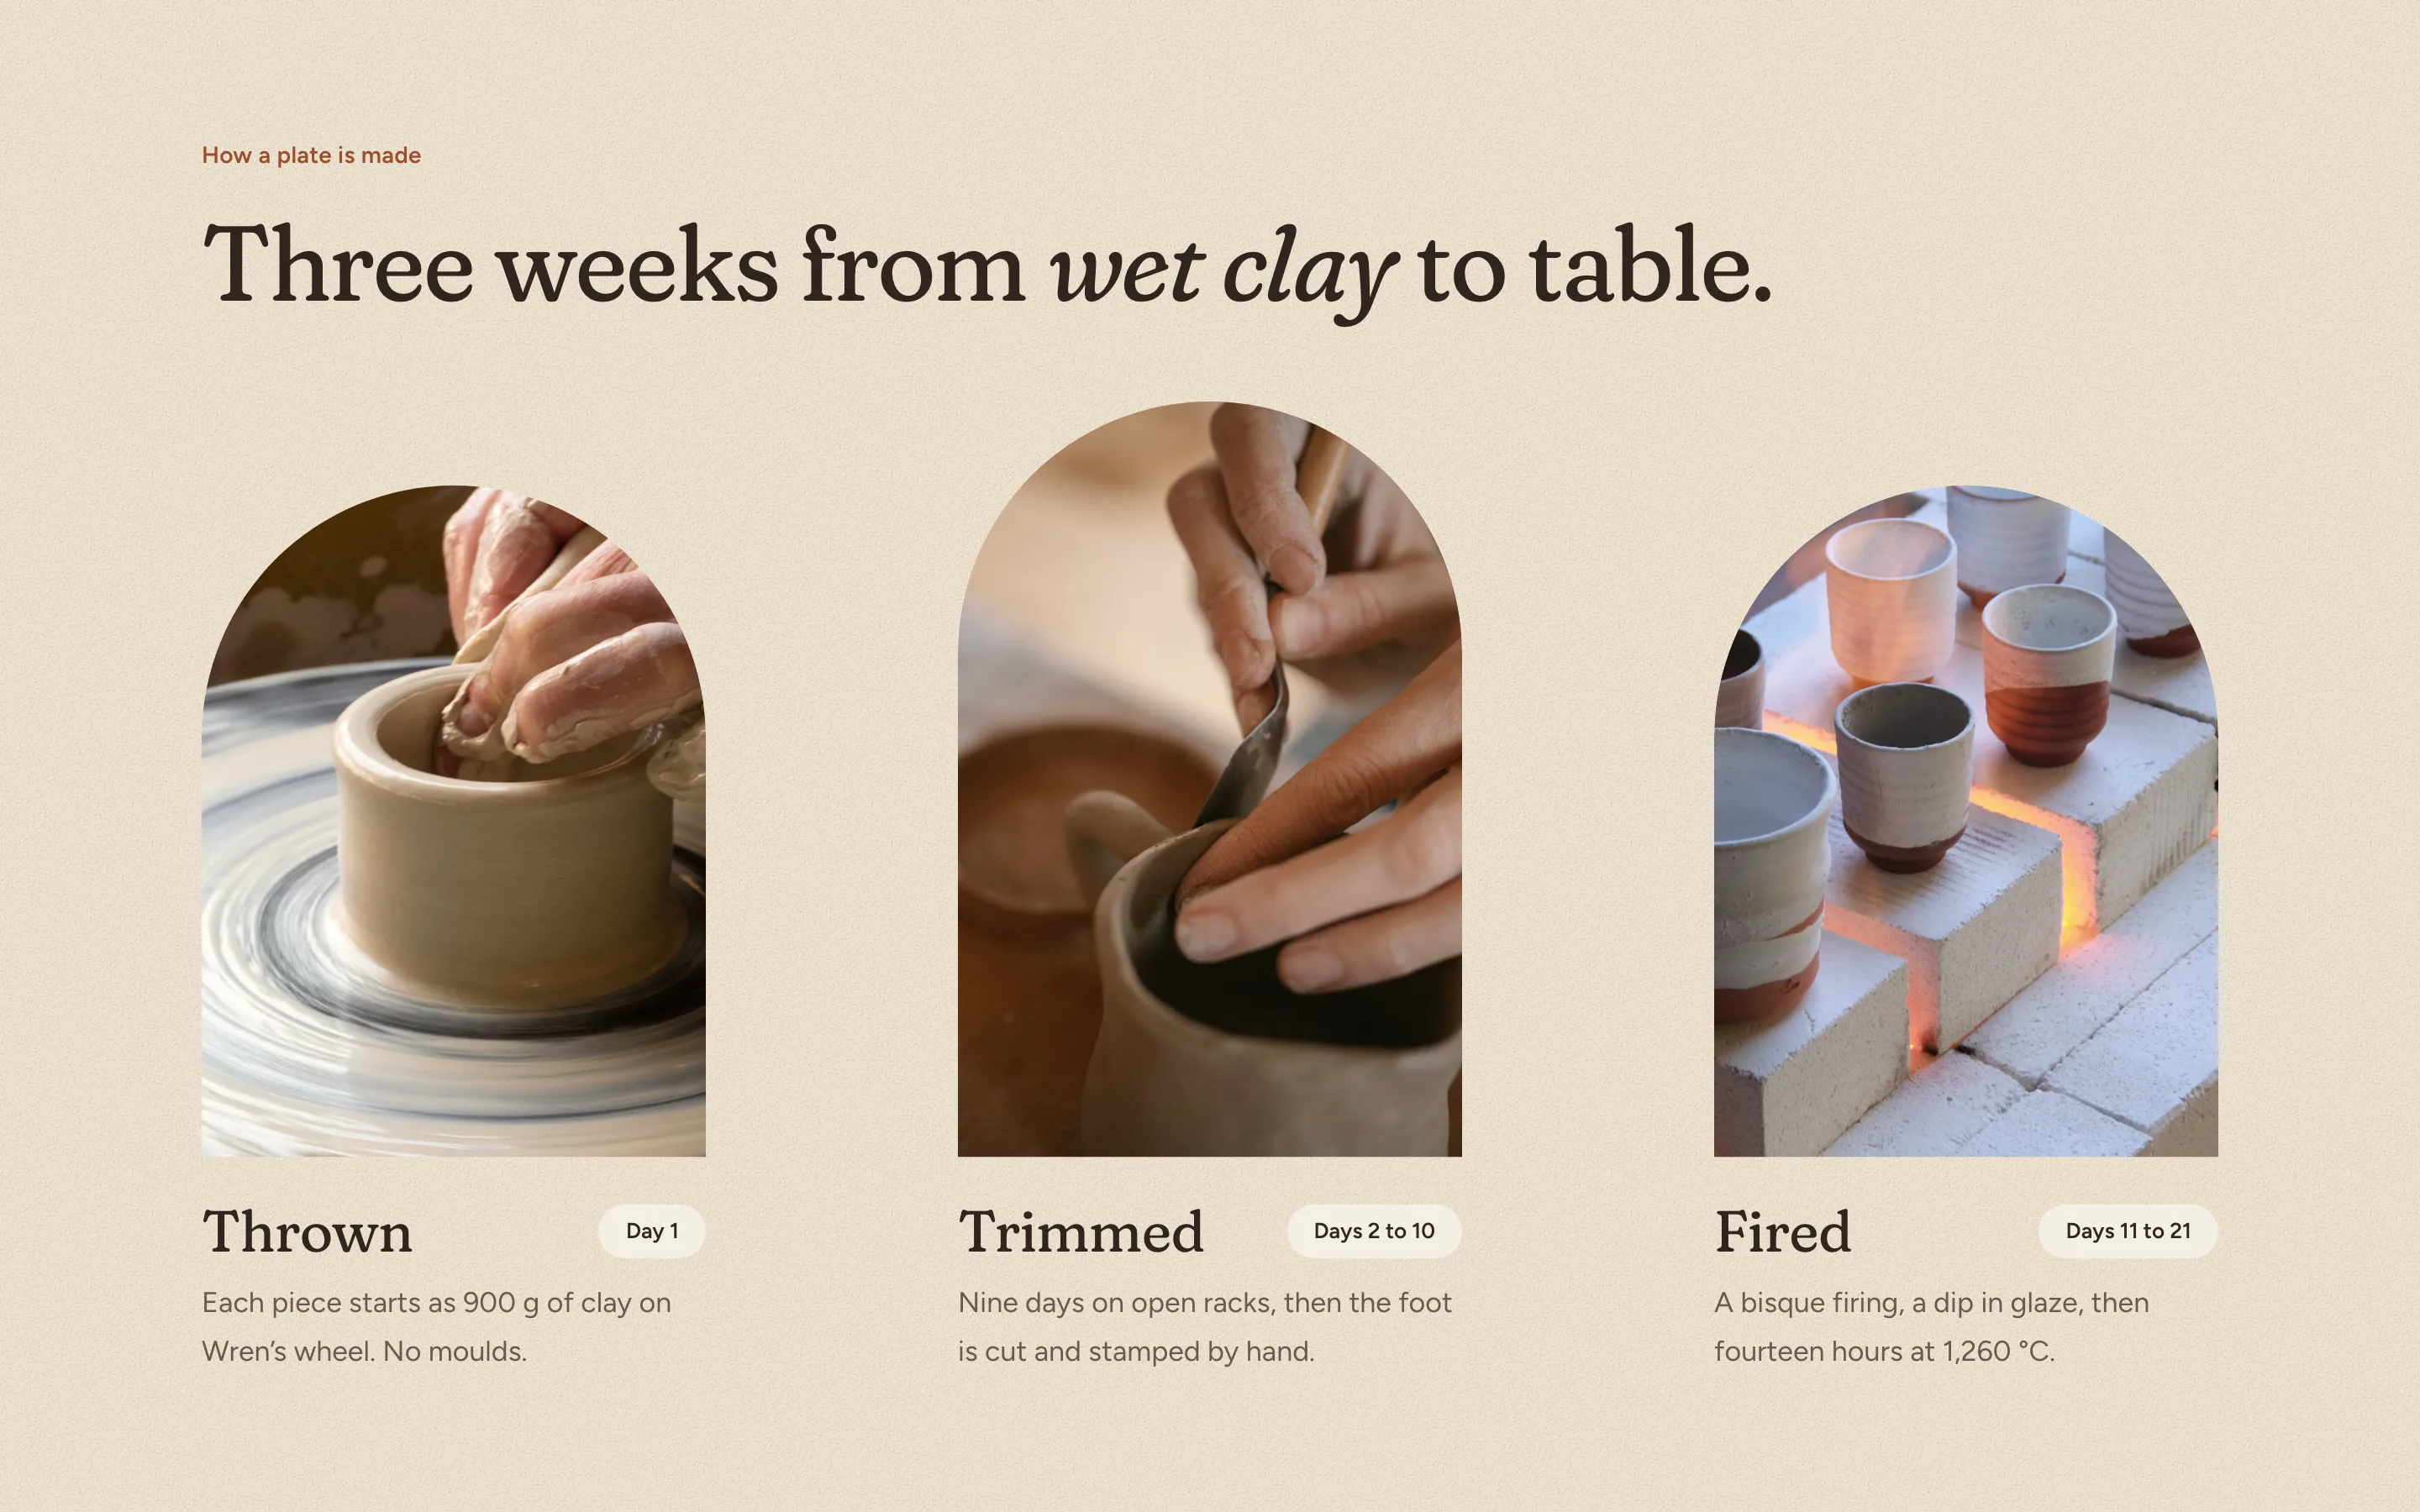 How a plate is made
Three weeks from wet clay to table.
Thrown
Day 1
Each piece starts as 900 g of clay on
Wren’s wheel. No moulds.
Trimmed
Days 2 to 10
Nine days on open racks, then the foot
is cut and stamped by hand.
Fired
Days 11 to 21
A bisque firing, a dip in glaze, then
fourteen hours at 1,260 °C.